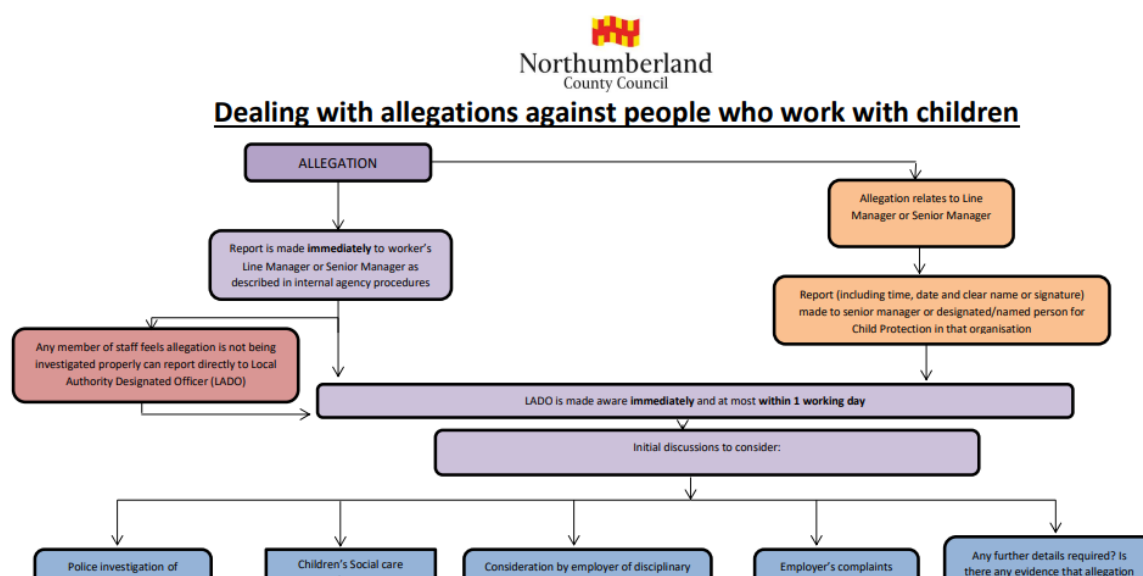 Northumberland
County Council
Dealing with allegations against people who work with children
ALLEGATION
Allegation relates to Line
Manager or Senior Manager
Report is made immediately to worker's
Line Manager or Senior Manager as
described in internal agency procedures
Report (including time, date and clear name or signature)
made to senior manager or designated/named person for
Child Protection in that organisation
Any member of staff feels allegation is not being
investigated properly can report directly to Local
Authority Designated Officer (LADO)
LADO is made aware immediately and at most within 1 working day
Initial discussions to consider:
Police investigation of
Children's Social care
Consideration by employer of disciplinary
Employer's complaints
Any further details required? Is
there any evidence that allegation